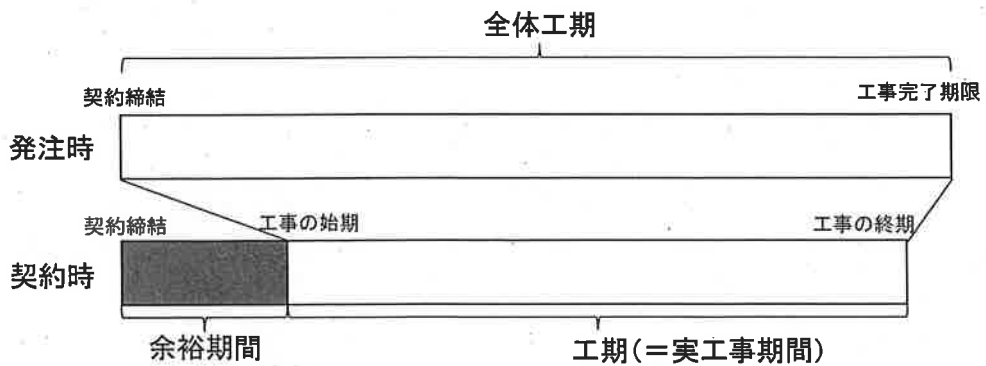 全体工期
契約締結
工事完了期限
発注時
契約締結
工事の始期
工事の終期
契約時
余裕期間
工期(=実工事期間)